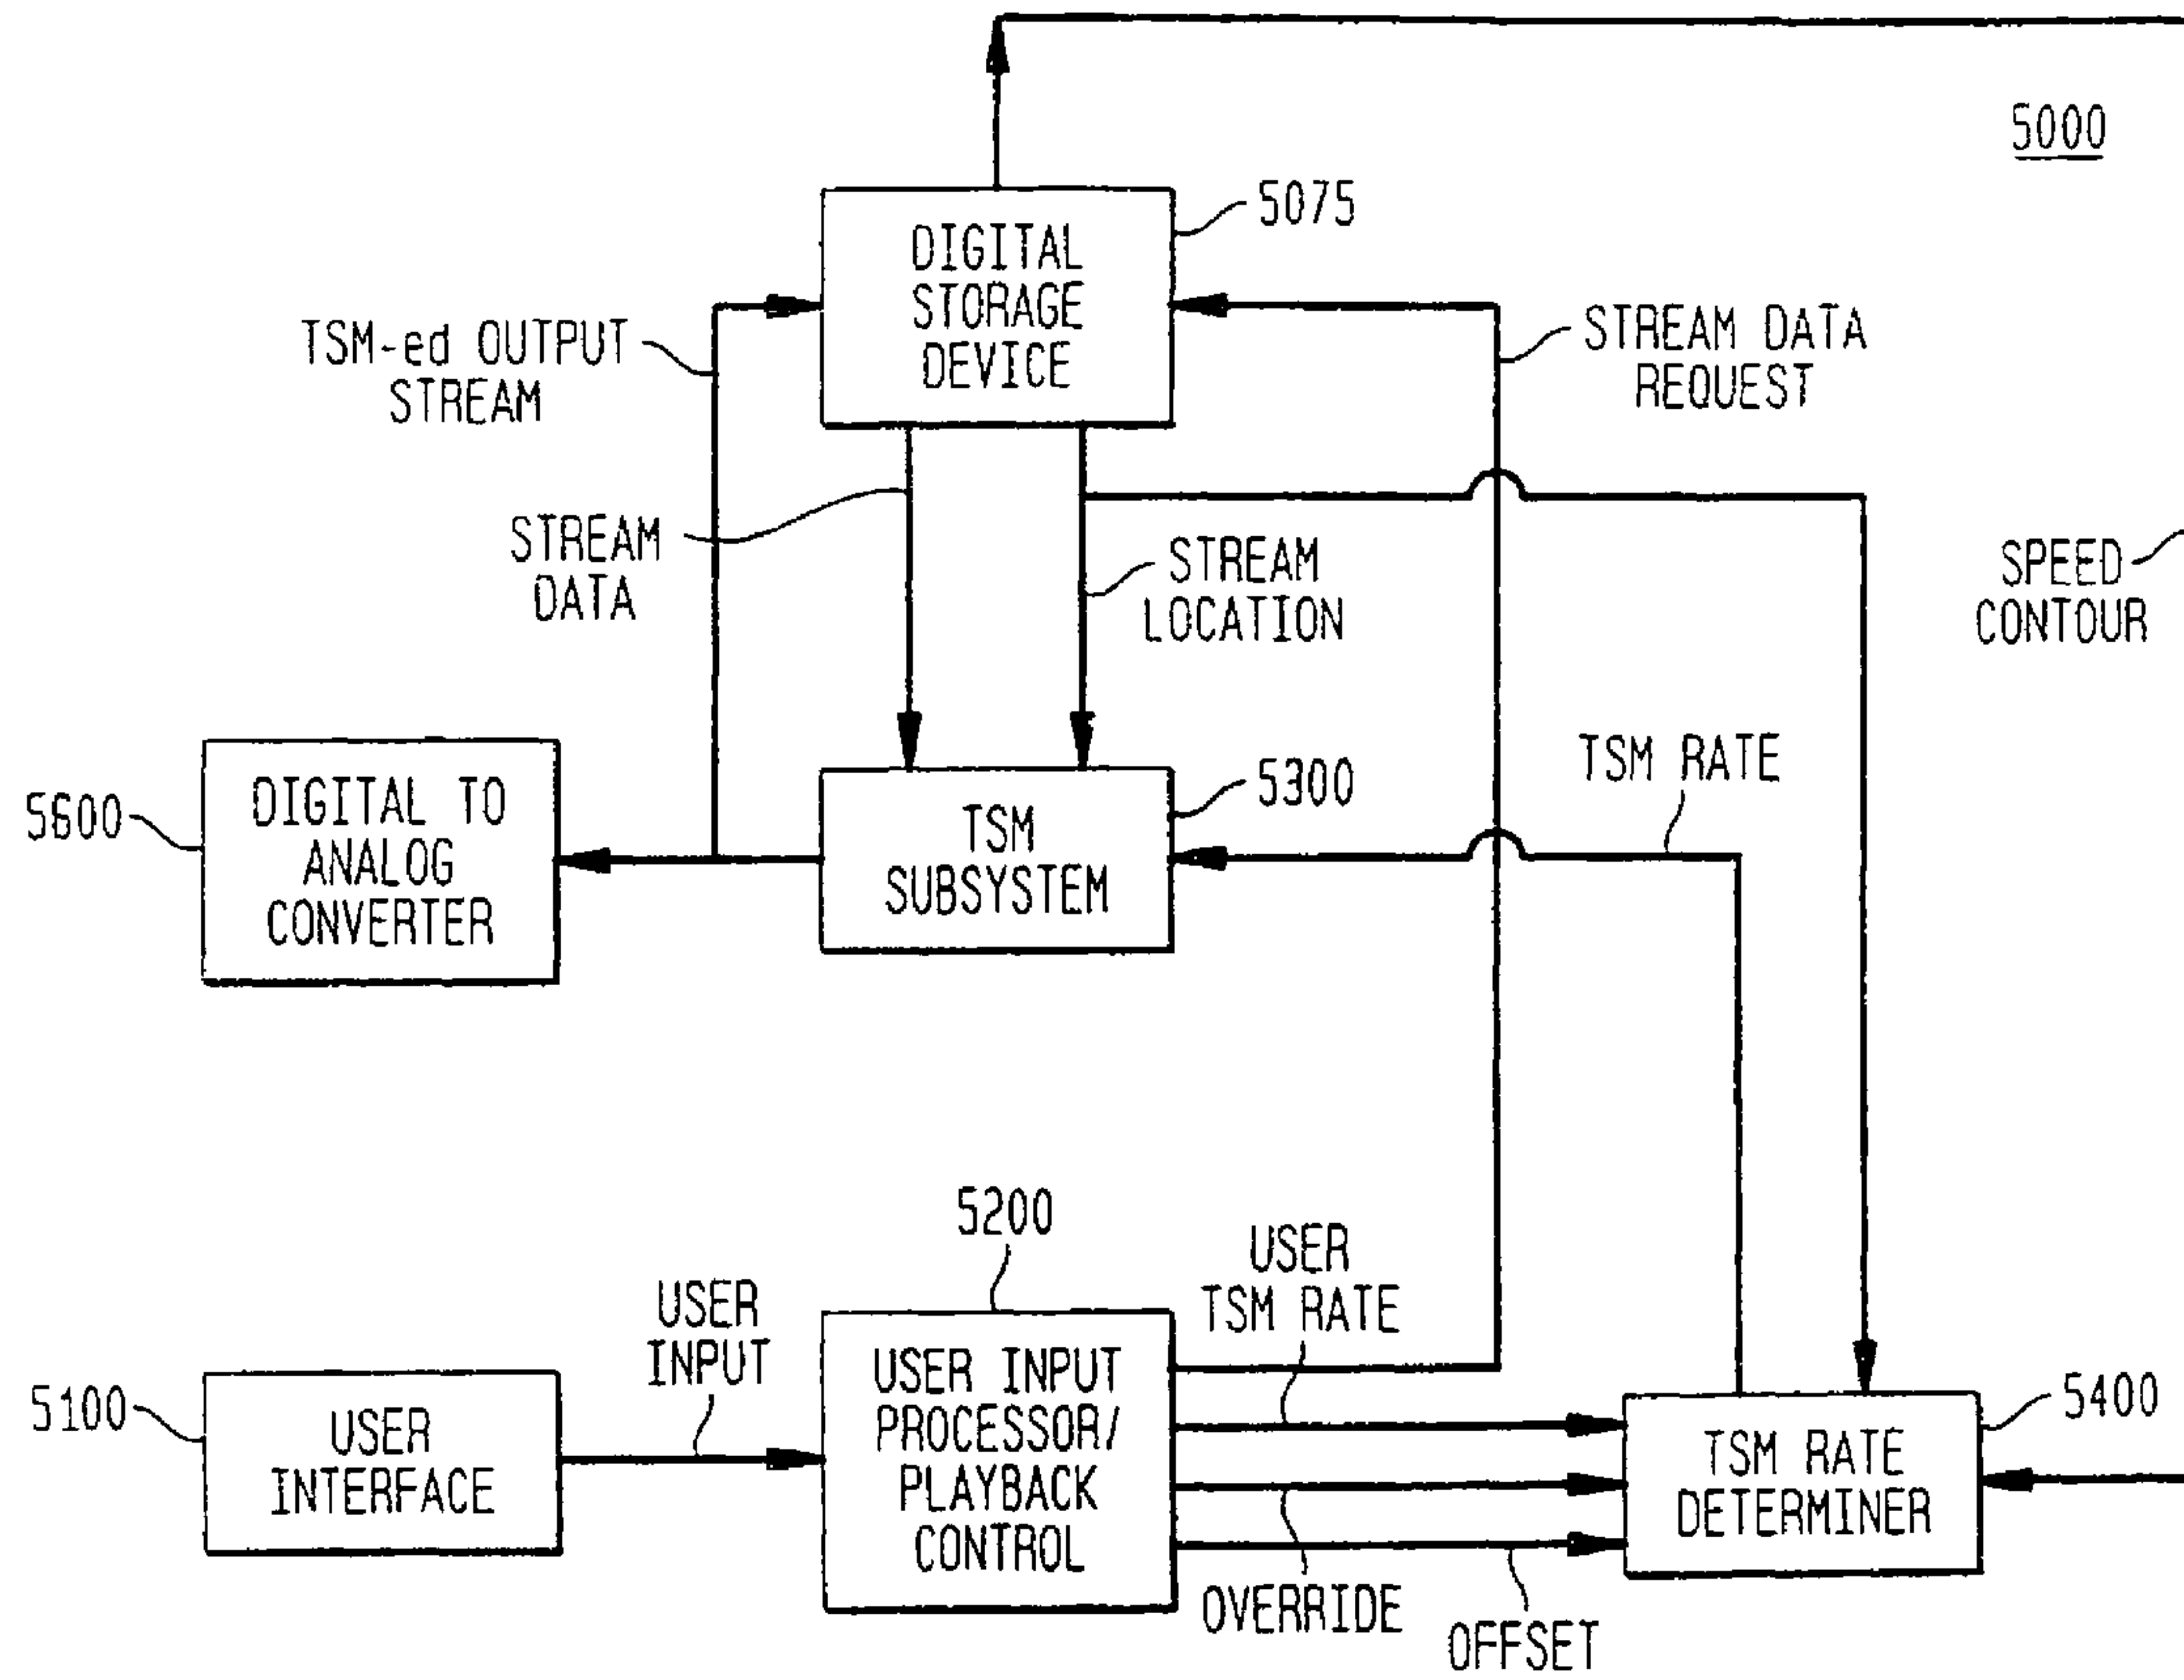 5000
DIGITAL
STORAGE
DEVICE
5075
TSM-ed OUTPUT
STREAM
STREAM DATA
REQUEST
STREAM
DATA
STREAM
LOCATION
SPEED
CONTOUR
5600
DIGITAL TO
ANALOG
CONVERTER
TSM
SUBSYSTEM
5300
TSM RATE
5200
5100
USER
INTERFACE
USER
INPUT
USER INPUT
PROCESSOR/
PLAYBACK
CONTROL
USER
TSM RATE
OVERRIDE
OFFSET
TSM RATE
DETERMINER
5400